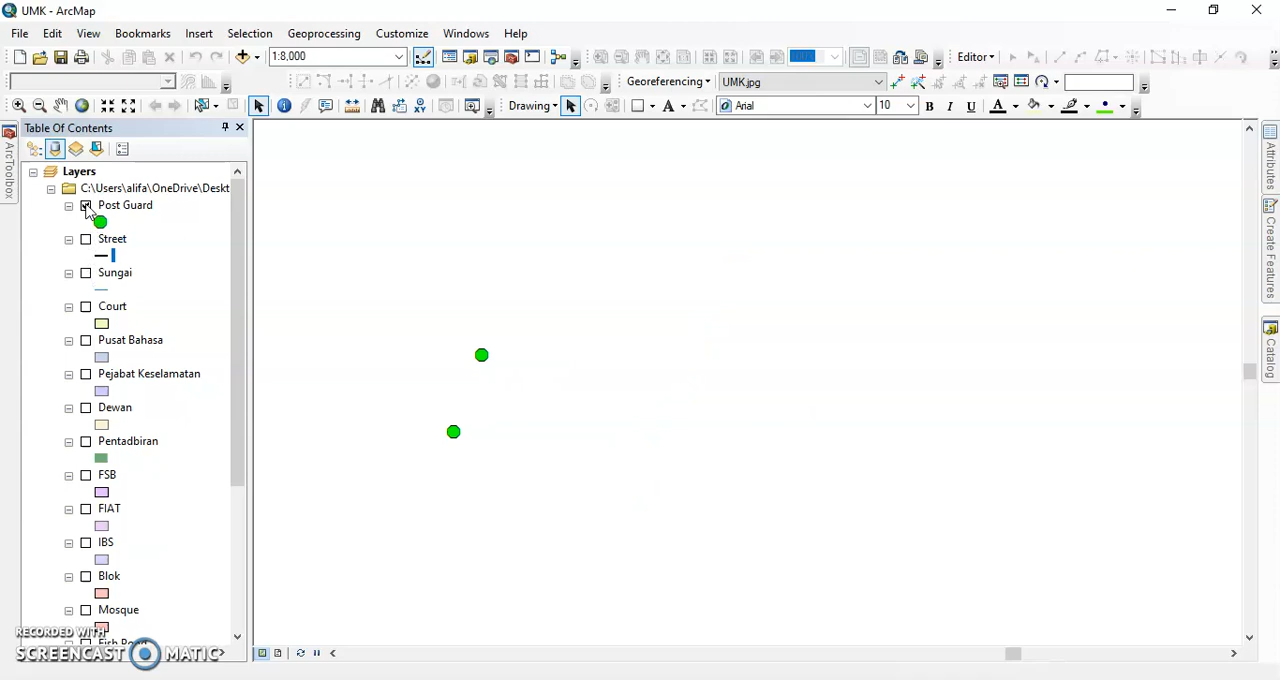 UMK - ArcMap
File Edit View Bookmarks Insert Selection Geoprocessing Customize Windows Help
1:8,000 Editor
Georeferencing UMK.jpg
Drawing A Arial 10 B I U A
Table Of Contents
ArcToolbox
Layers
C:\Users\alifa\OneDrive\Deskt
Post Guard
Street
Sungai
Court
Pusat Bahasa
Pejabat Keselamatan
Dewan
Pentadbiran
FSB
FIAT
IBS
Blok
Mosque
Fish Pond
RECORDED WITH
SCREENCAST MATIC
Attributes
Create Features
Catalog